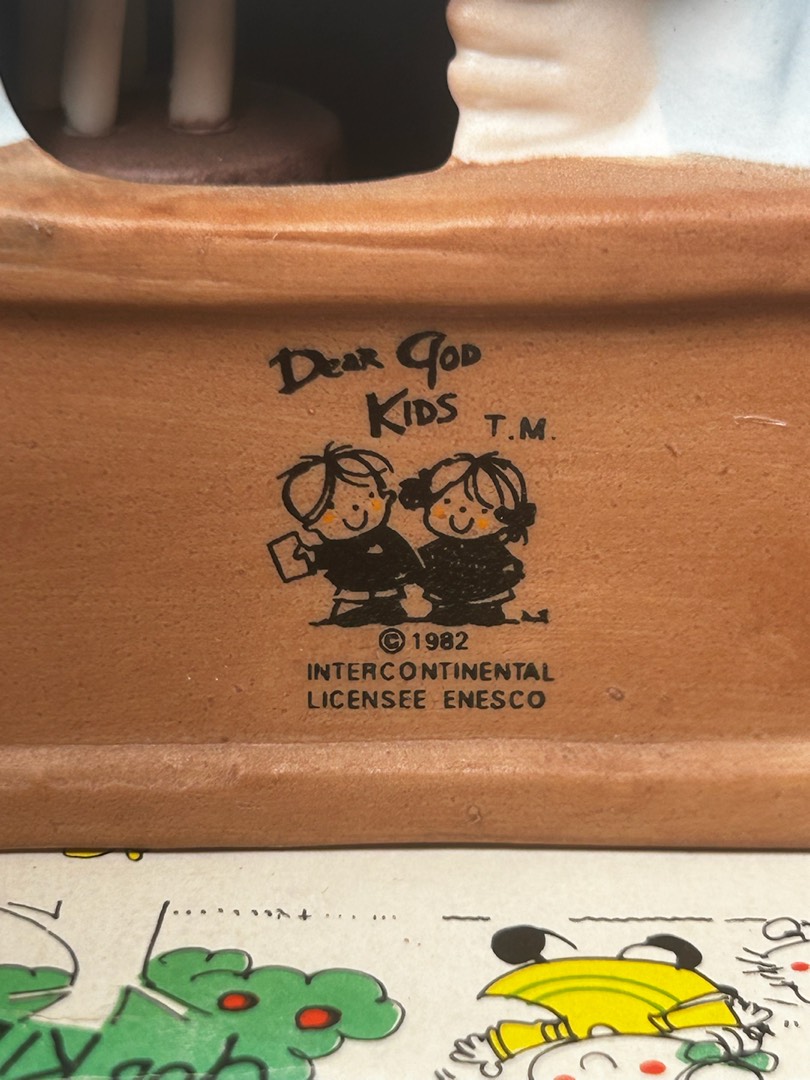 Dear God
Kids T.M.
© 1982
INTERCONTINENTAL
LICENSEE ENESCO